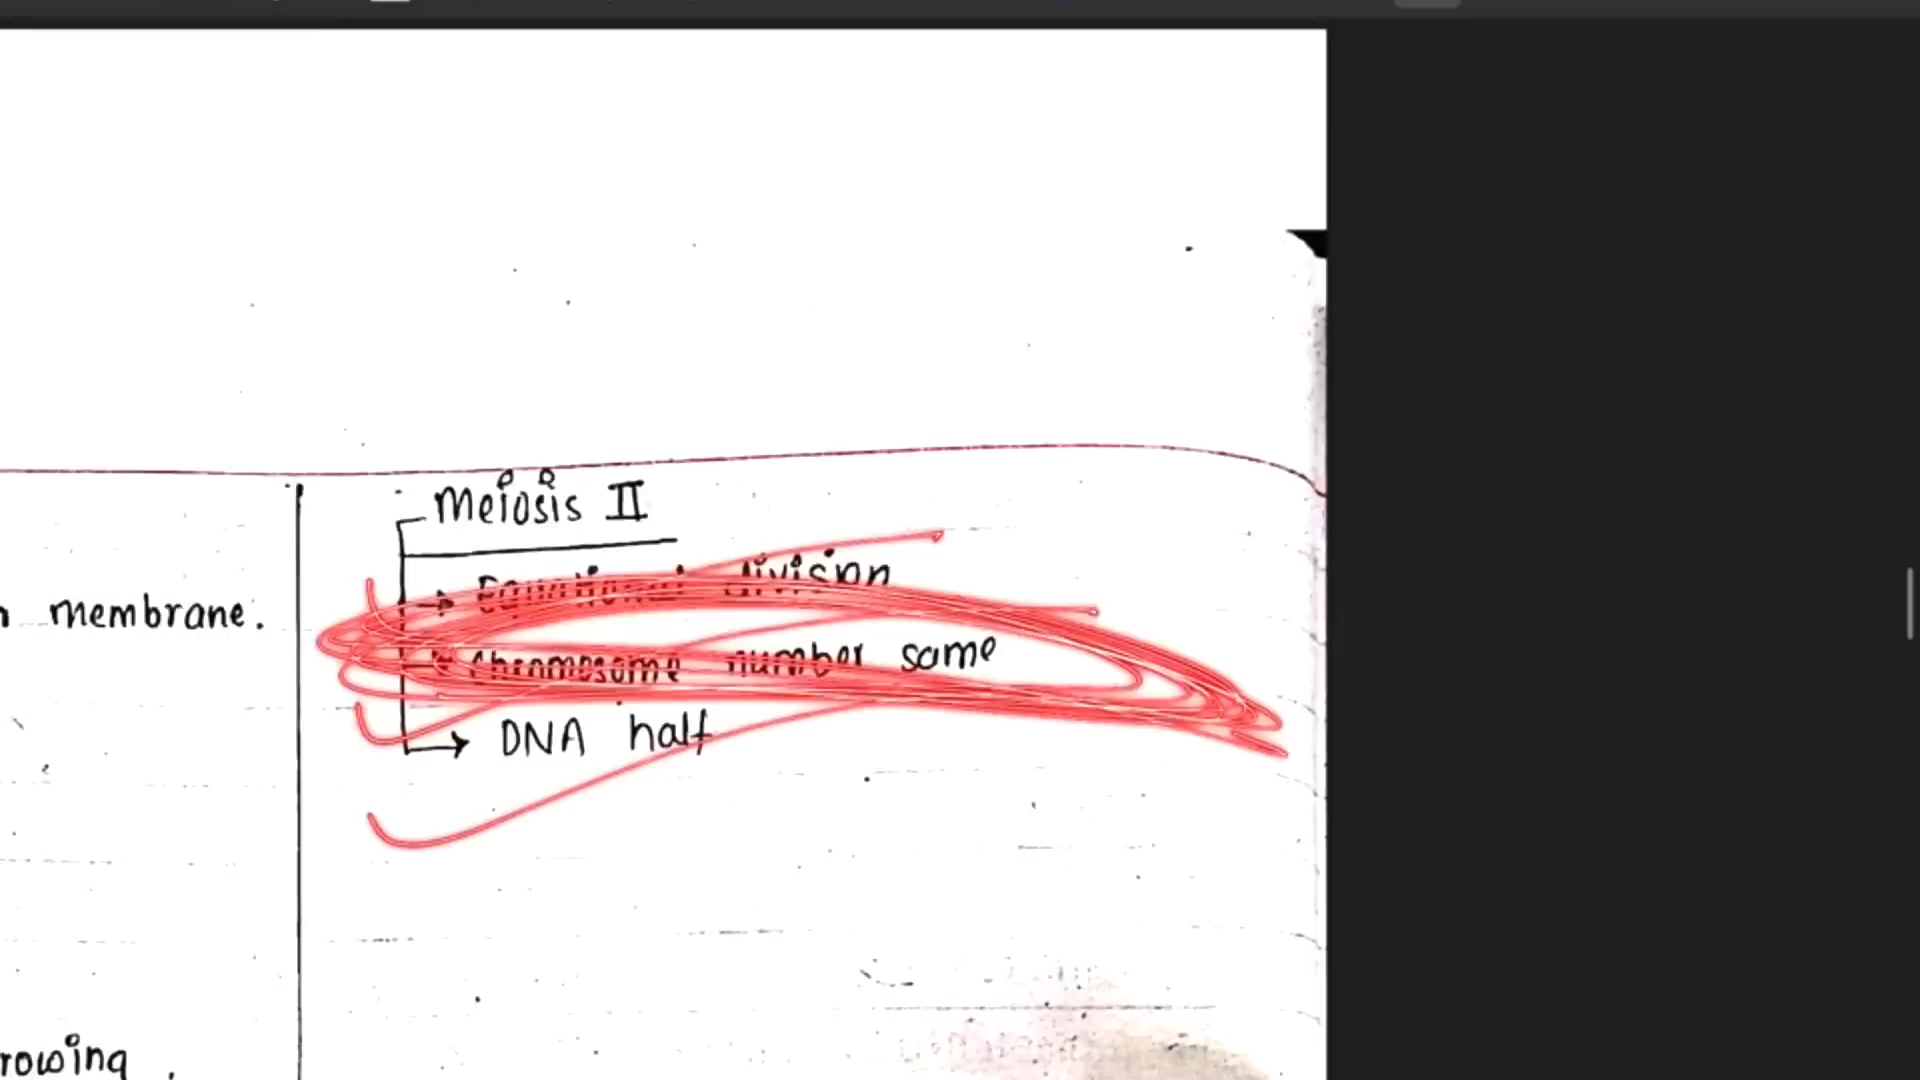 Meiosis II
→ Equational division
membrane.
→ chromosome number same
→ DNA half
rowing